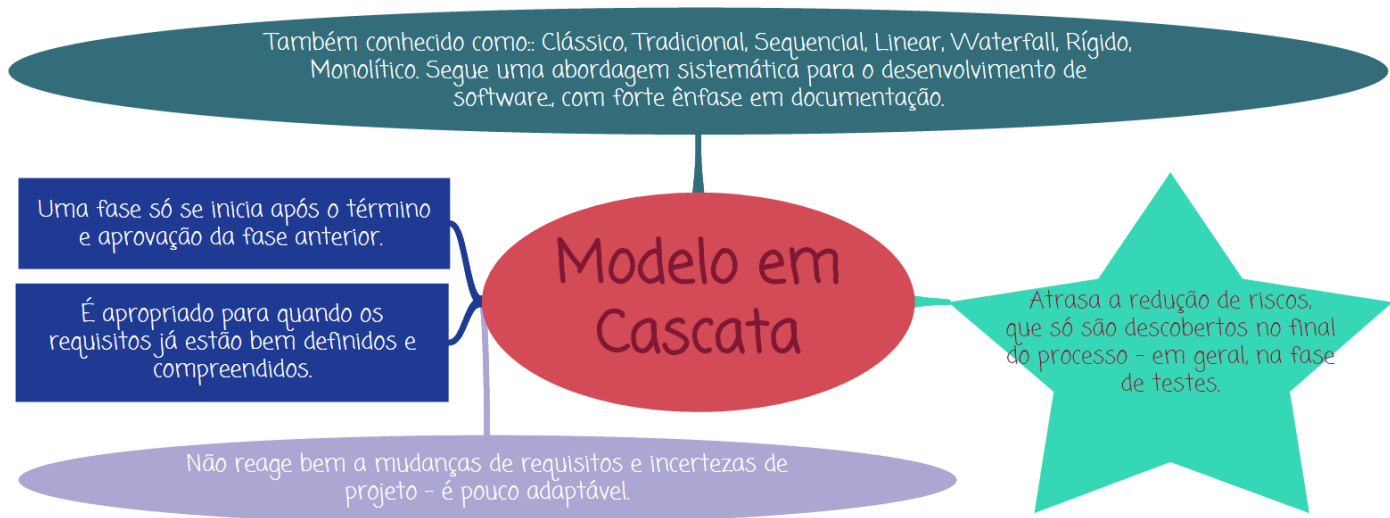 Também conhecido como:: Clássico, Tradicional, Sequencial, Linear, Waterfall, Rígido,
Monolítico. Segue uma abordagem sistemática para o desenvolvimento de
software., com forte ênfase em documentação.
Uma fase só se inicia após o término
e aprovação da fase anterior.
É apropriado para quando os
requisitos já estão bem definidos e
compreendidos.
Modelo em
Cascata
Atrasa a redução de riscos,
que só são descobertos no final
do processo - em geral, na fase
de testes.
Não reage bem a mudanças de requisitos e incertezas de
projeto - é pouco adaptável.